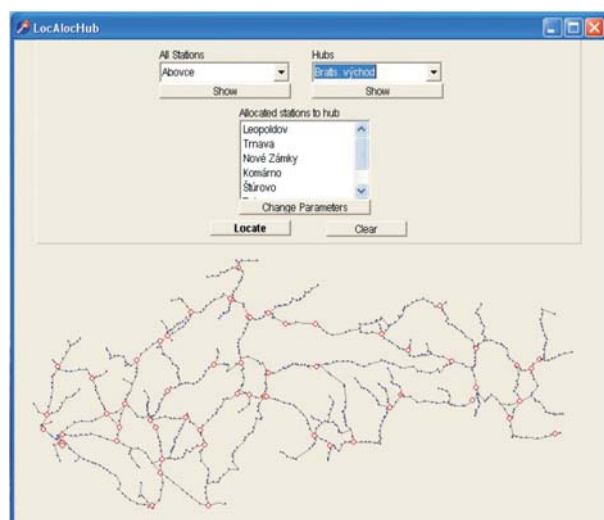 LocAlocHub
All Stations
Hubs
Abovce
Bratis. východ
Show
Show
Allocated stations to hub
Leopoldov
Trnava
Nové Zámky
Komárno
Štúrovo
Change Parameters
Locate
Clear